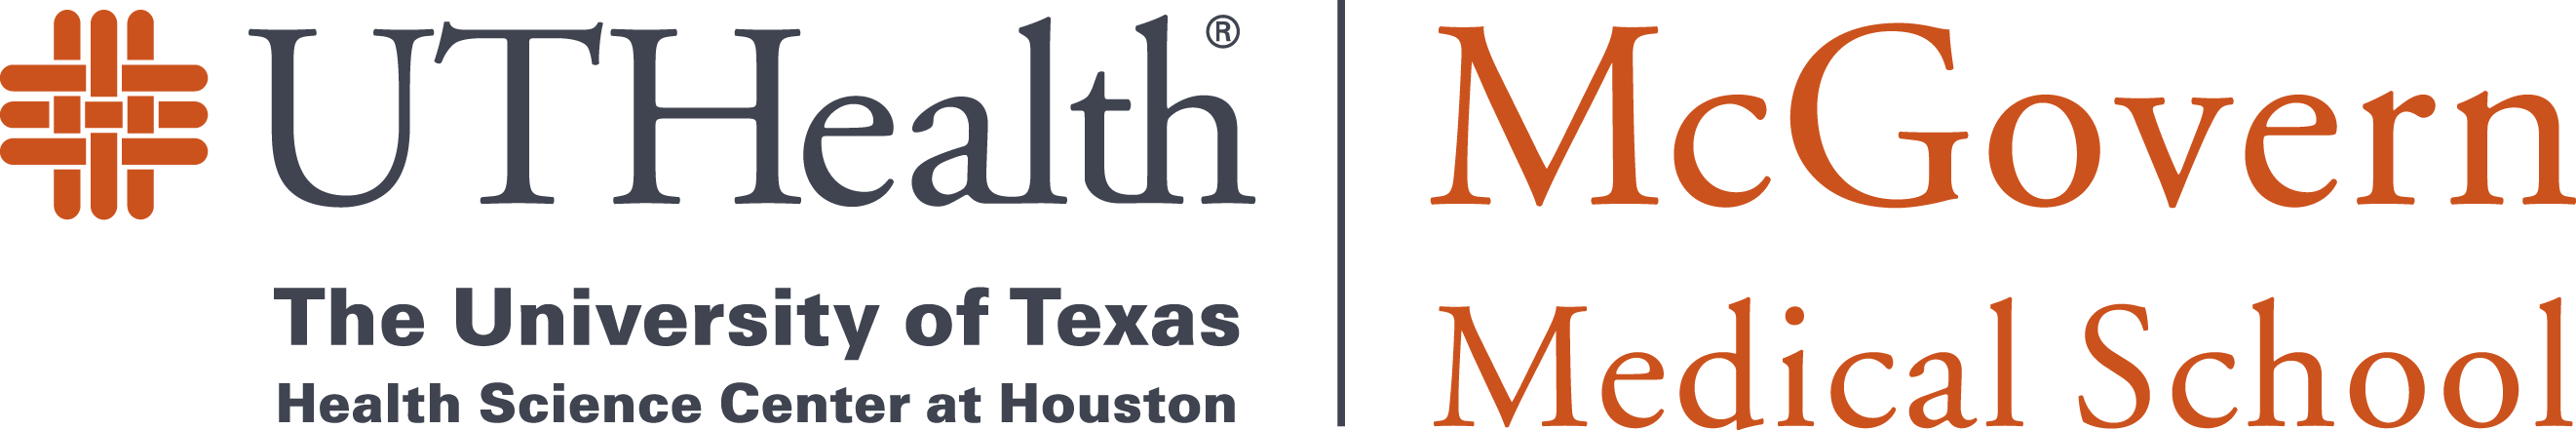 UTHealth®
The University of Texas
Health Science Center at Houston
McGovern
Medical School